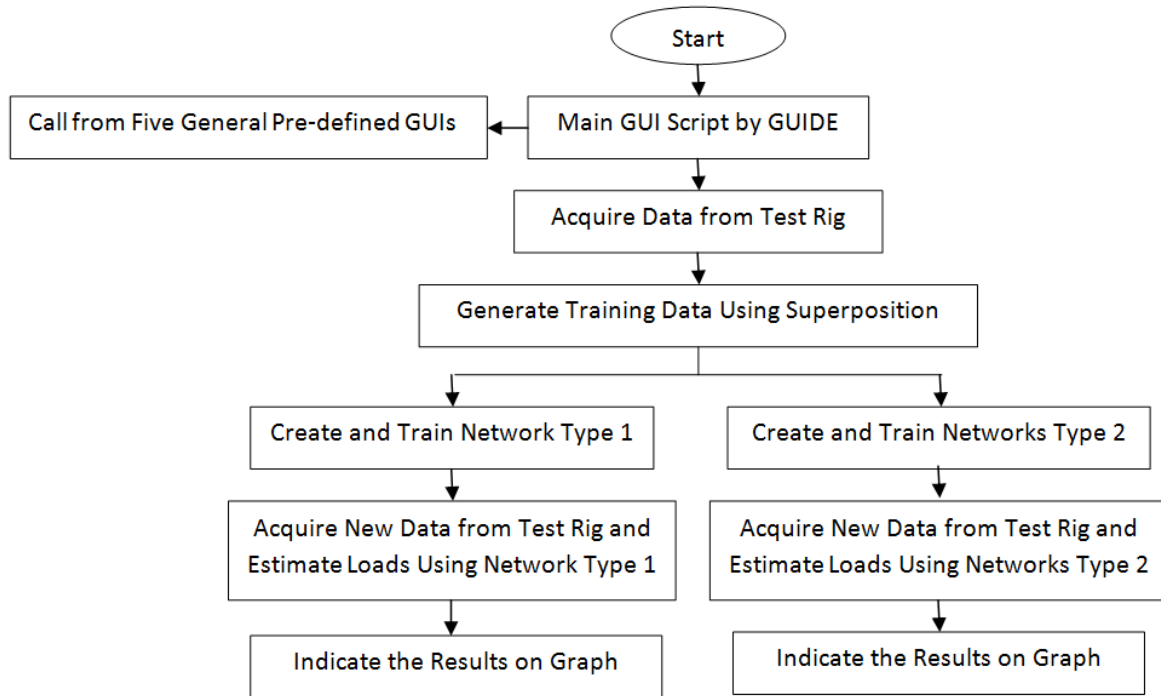 Start
Call from Five General Pre-defined GUIs
Main GUI Script by GUIDE
Acquire Data from Test Rig
Generate Training Data Using Superposition
Create and Train Network Type 1
Create and Train Networks Type 2
Acquire New Data from Test Rig and
Estimate Loads Using Network Type 1
Acquire New Data from Test Rig and
Estimate Loads Using Networks Type 2
Indicate the Results on Graph
Indicate the Results on Graph